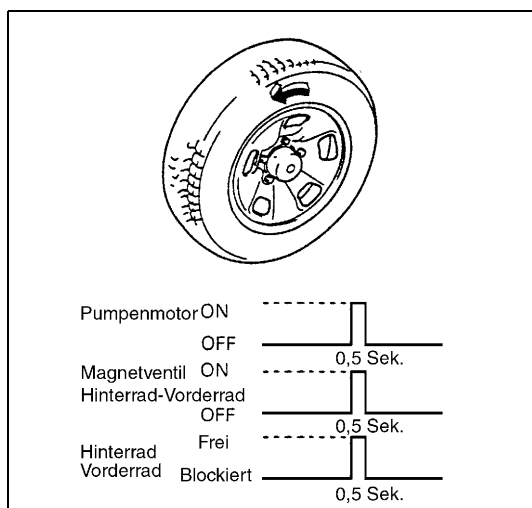 Pumpenmotor ON
OFF
0,5 Sek.
Magnetventil ON
Hinterrad-Vorderrad
OFF
0,5 Sek.
Hinterrad Frei
Vorderrad
Blockiert
0,5 Sek.